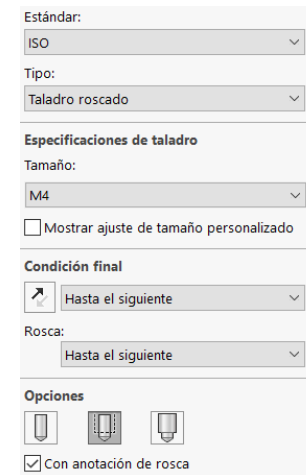 Estándar:
ISO
Tipo:
Taladro roscado
Especificaciones de taladro
Tamaño:
M4
Mostrar ajuste de tamaño personalizado
Condición final
Hasta el siguiente
Rosca:
Hasta el siguiente
Opciones
Con anotación de rosca